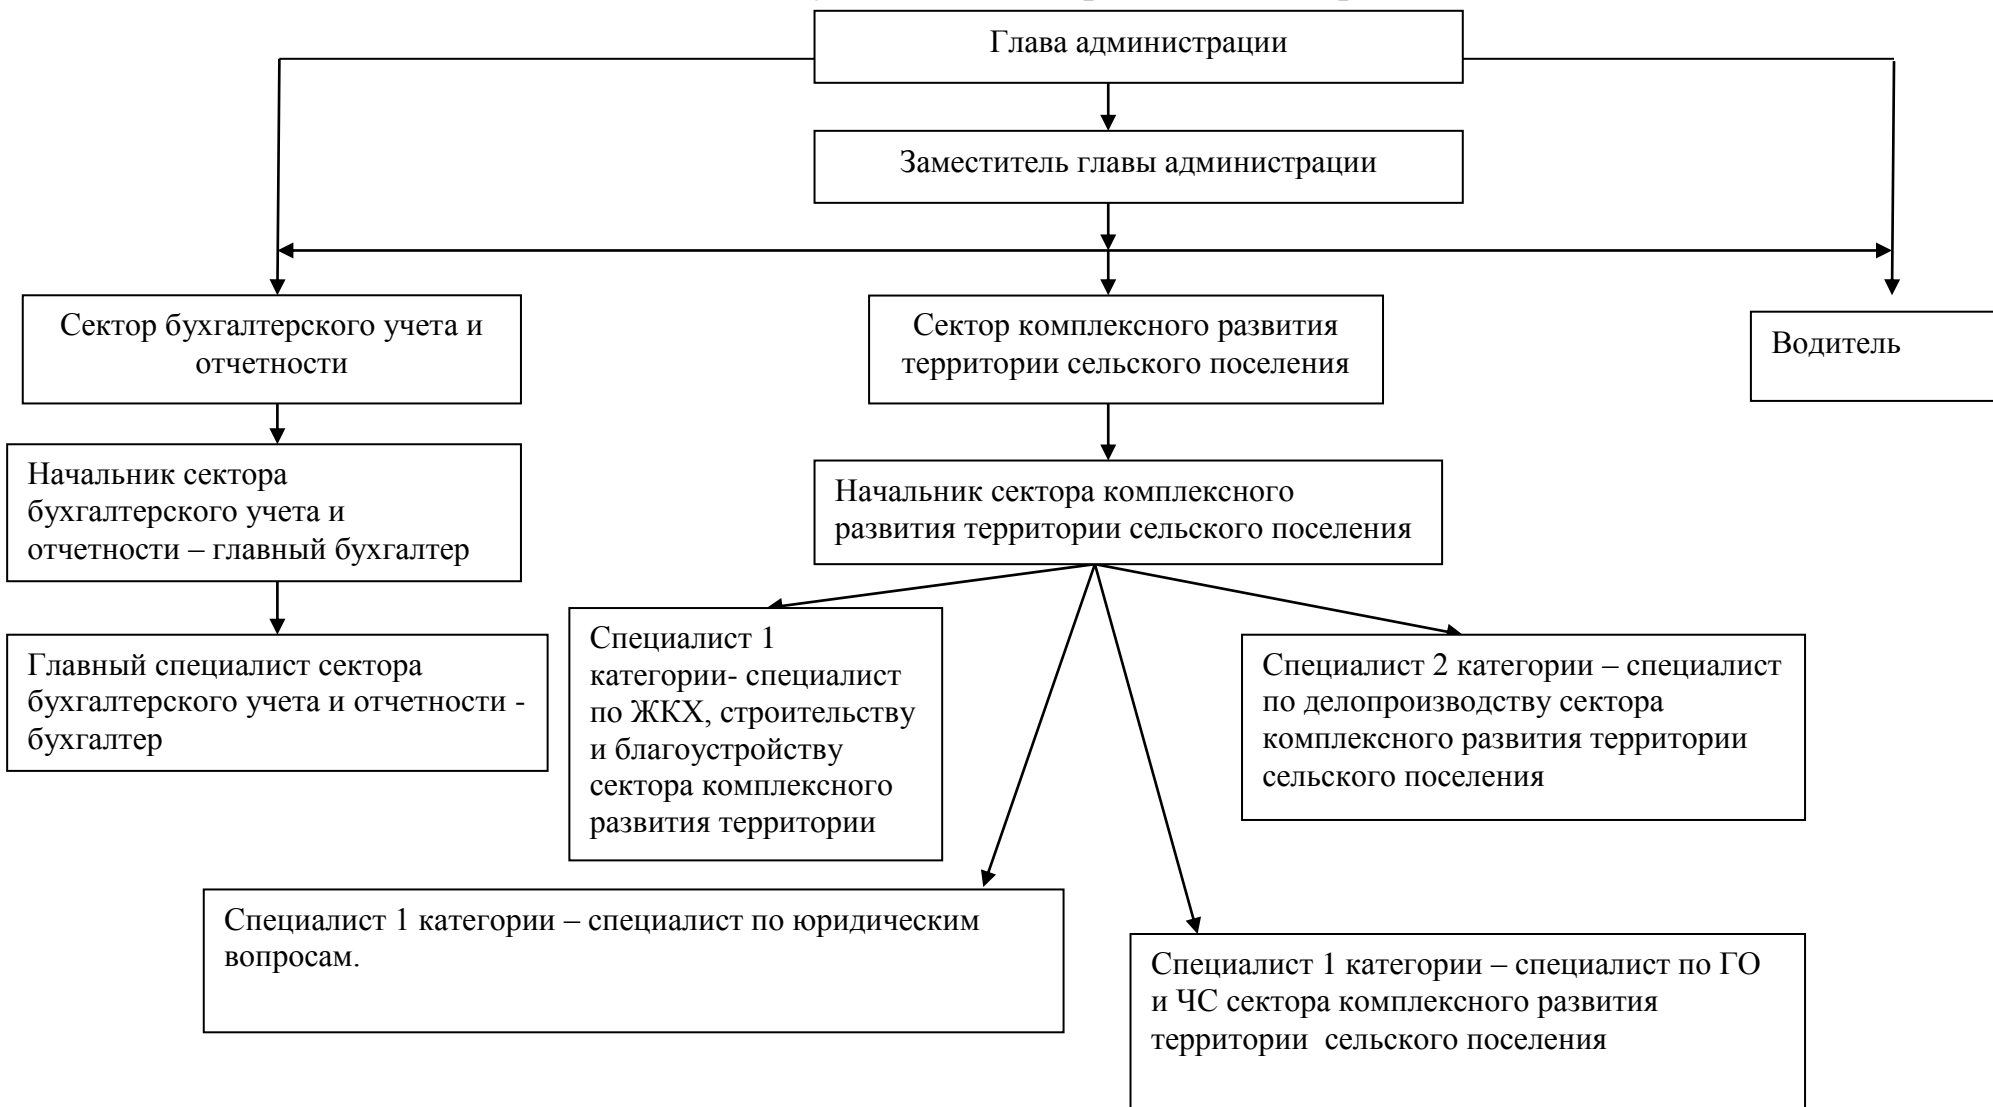 Глава администрации
Заместитель главы администрации
Сектор бухгалтерского учета и
отчетности
Сектор комплексного развития
территории сельского поселения
Водитель
Начальник сектора
бухгалтерского учета и
отчетности – главный бухгалтер
Начальник сектора комплексного
развития территории сельского поселения
Главный специалист сектора
бухгалтерского учета и отчетности -
бухгалтер
Специалист 1
категории- специалист
по ЖКХ, строительству
и благоустройству
сектора комплексного
развития территории
Специалист 2 категории – специалист
по делопроизводству сектора
комплексного развития территории
сельского поселения
Специалист 1 категории – специалист по юридическим
вопросам.
Специалист 1 категории – специалист по ГО
и ЧС сектора комплексного развития
территории  сельского поселения